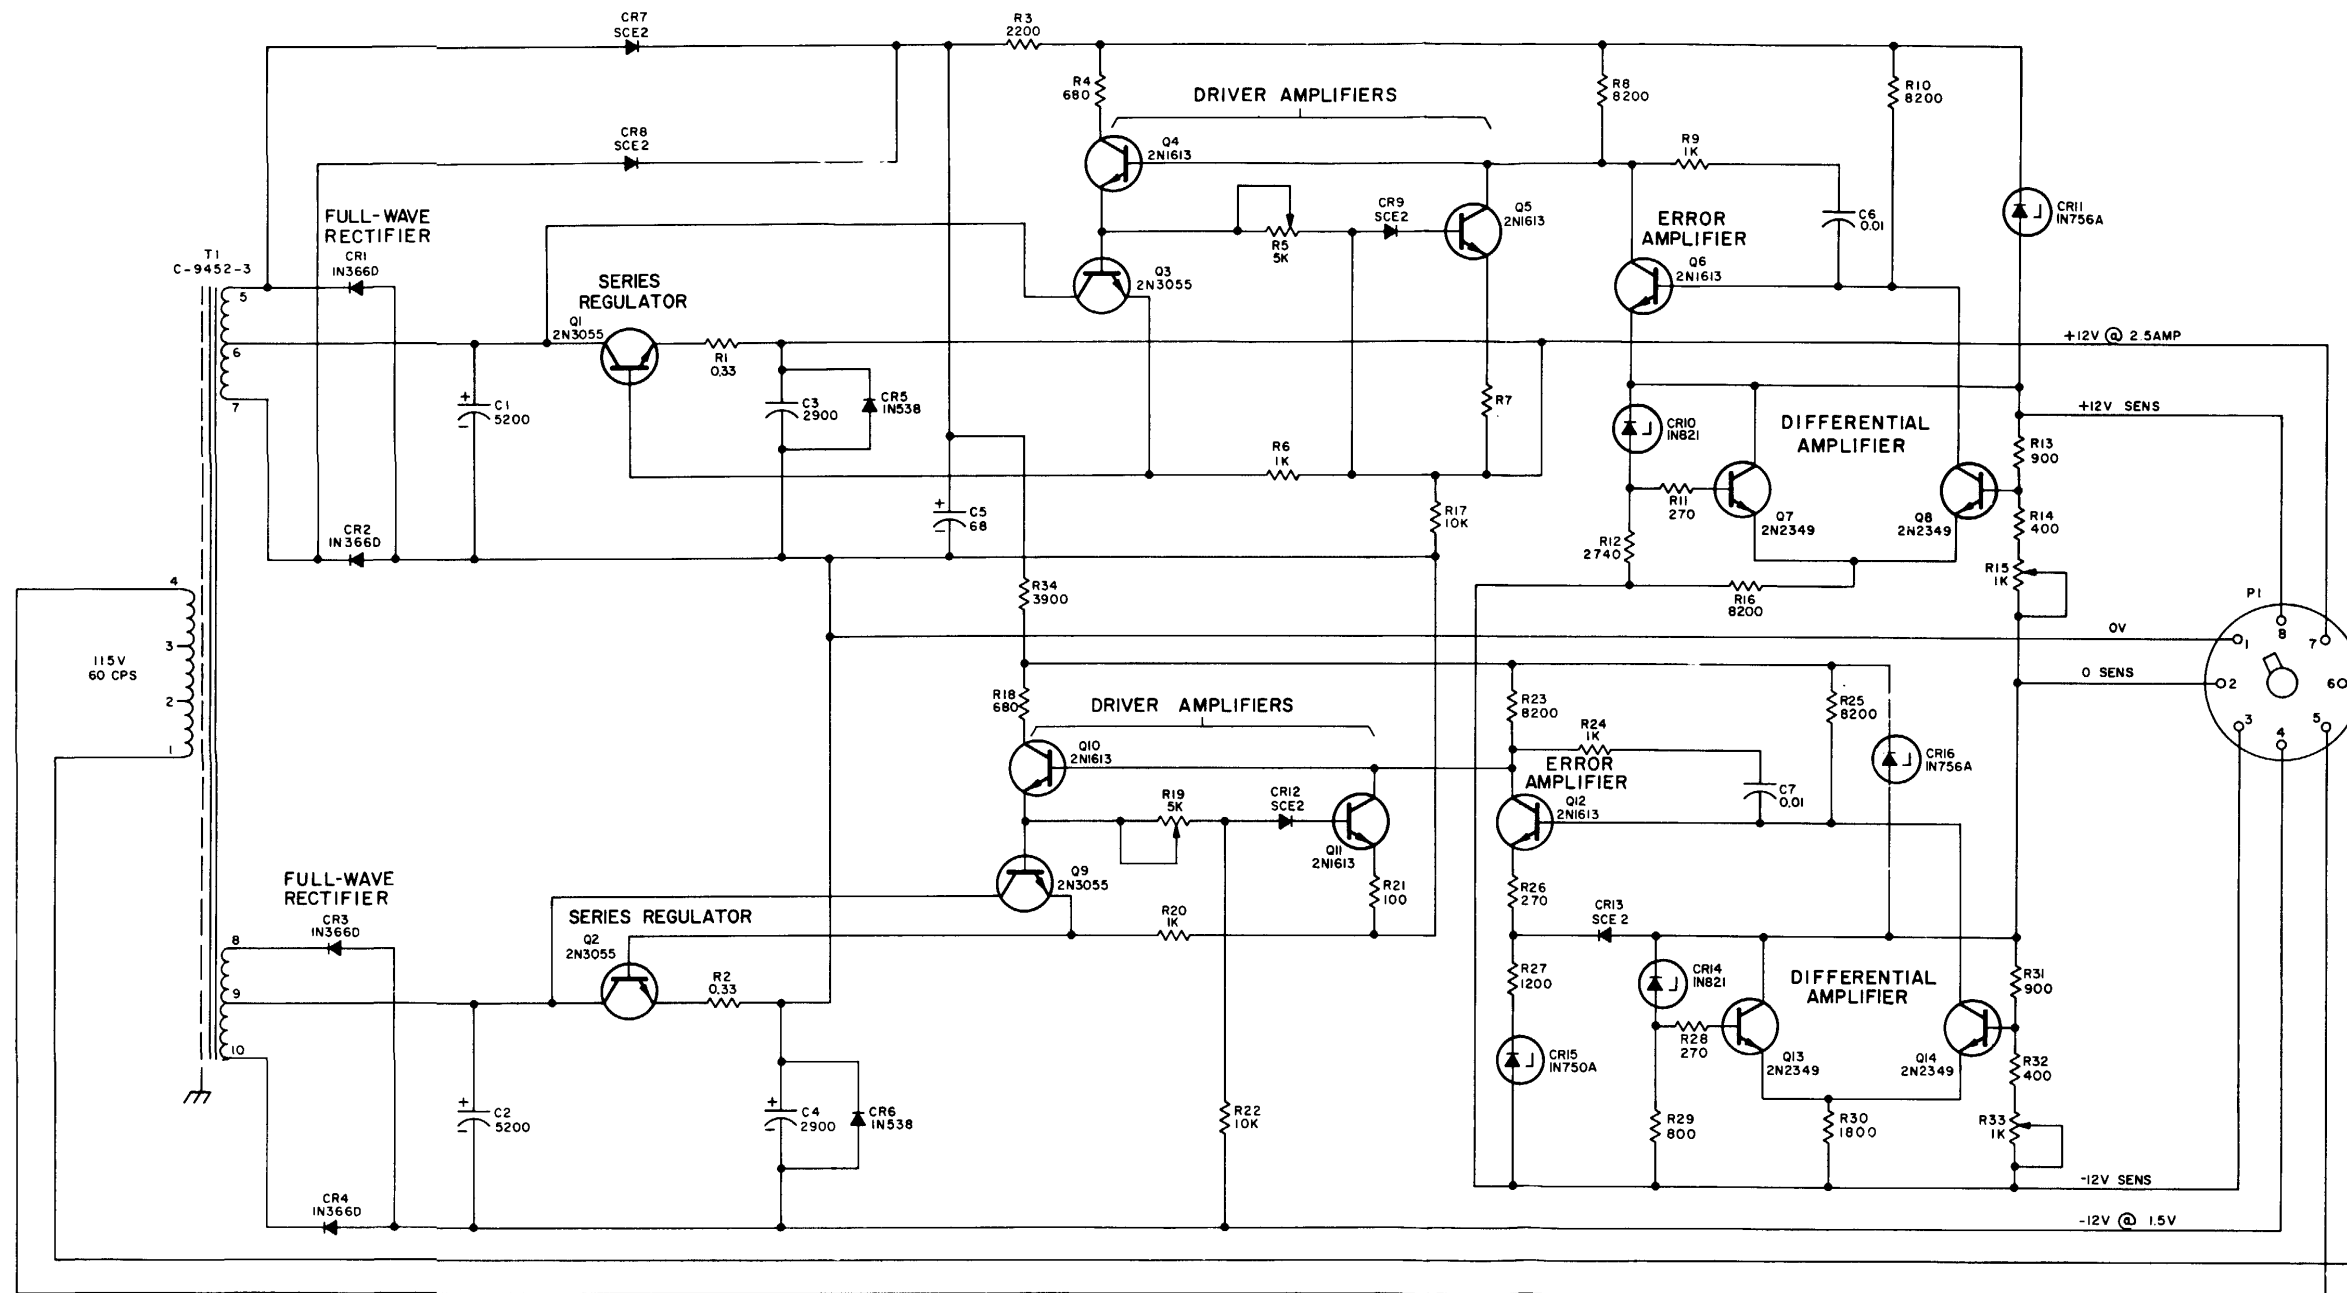 CR7
SCE2
R3
2200
R4
680
DRIVER AMPLIFIERS
R8
8200
R10
8200
CR8
SCE2
Q4
2N1613
R9
1K
CR9
SCE2
Q5
2N1613
C6
0.01
CR11
IN756A
FULL-WAVE
RECTIFIER
ERROR
AMPLIFIER
T1
C-9452-3
CR1
IN366D
SERIES
REGULATOR
Q3
2N3055
R5
5K
Q6
2N1613
5
Q1
2N3055
6
+12V @ 2.5AMP
R1
0.33
7
+
C1
5200
-
C3
2900
CR5
IN538
R7
+12V SENS
CR10
IN821
DIFFERENTIAL
AMPLIFIER
R13
900
R6
1K
R11
270
Q7
2N2349
Q8
2N2349
+
C5
68
-
R17
10K
R14
400
CR2
IN366D
R12
2740
R15
1K
4
R34
3900
R16
8200
P1
3
115V
60 CPS
0V
1
8
7
2
R18
680
DRIVER AMPLIFIERS
R23
8200
R25
8200
0 SENS
2
6
1
R24
1K
3
4
5
Q10
2N1613
ERROR
AMPLIFIER
CR16
IN756A
R19
5K
CR12
SCE2
Q12
2N1613
C7
0.01
Q11
2N1613
FULL-WAVE
RECTIFIER
Q9
2N3055
R21
100
R26
270
CR3
IN366D
SERIES REGULATOR
R20
1K
CR13
SCE 2
8
Q2
2N3055
R2
0.33
R27
1200
CR14
IN821
DIFFERENTIAL
AMPLIFIER
R31
900
9
10
R28
270
Q13
2N2349
Q14
2N2349
CR15
IN750A
R32
400
+
C2
5200
-
+
C4
2900
-
CR6
IN538
R22
10K
R29
800
R30
1800
R33
1K
-12V SENS
CR4
IN366D
-12V @ 1.5V